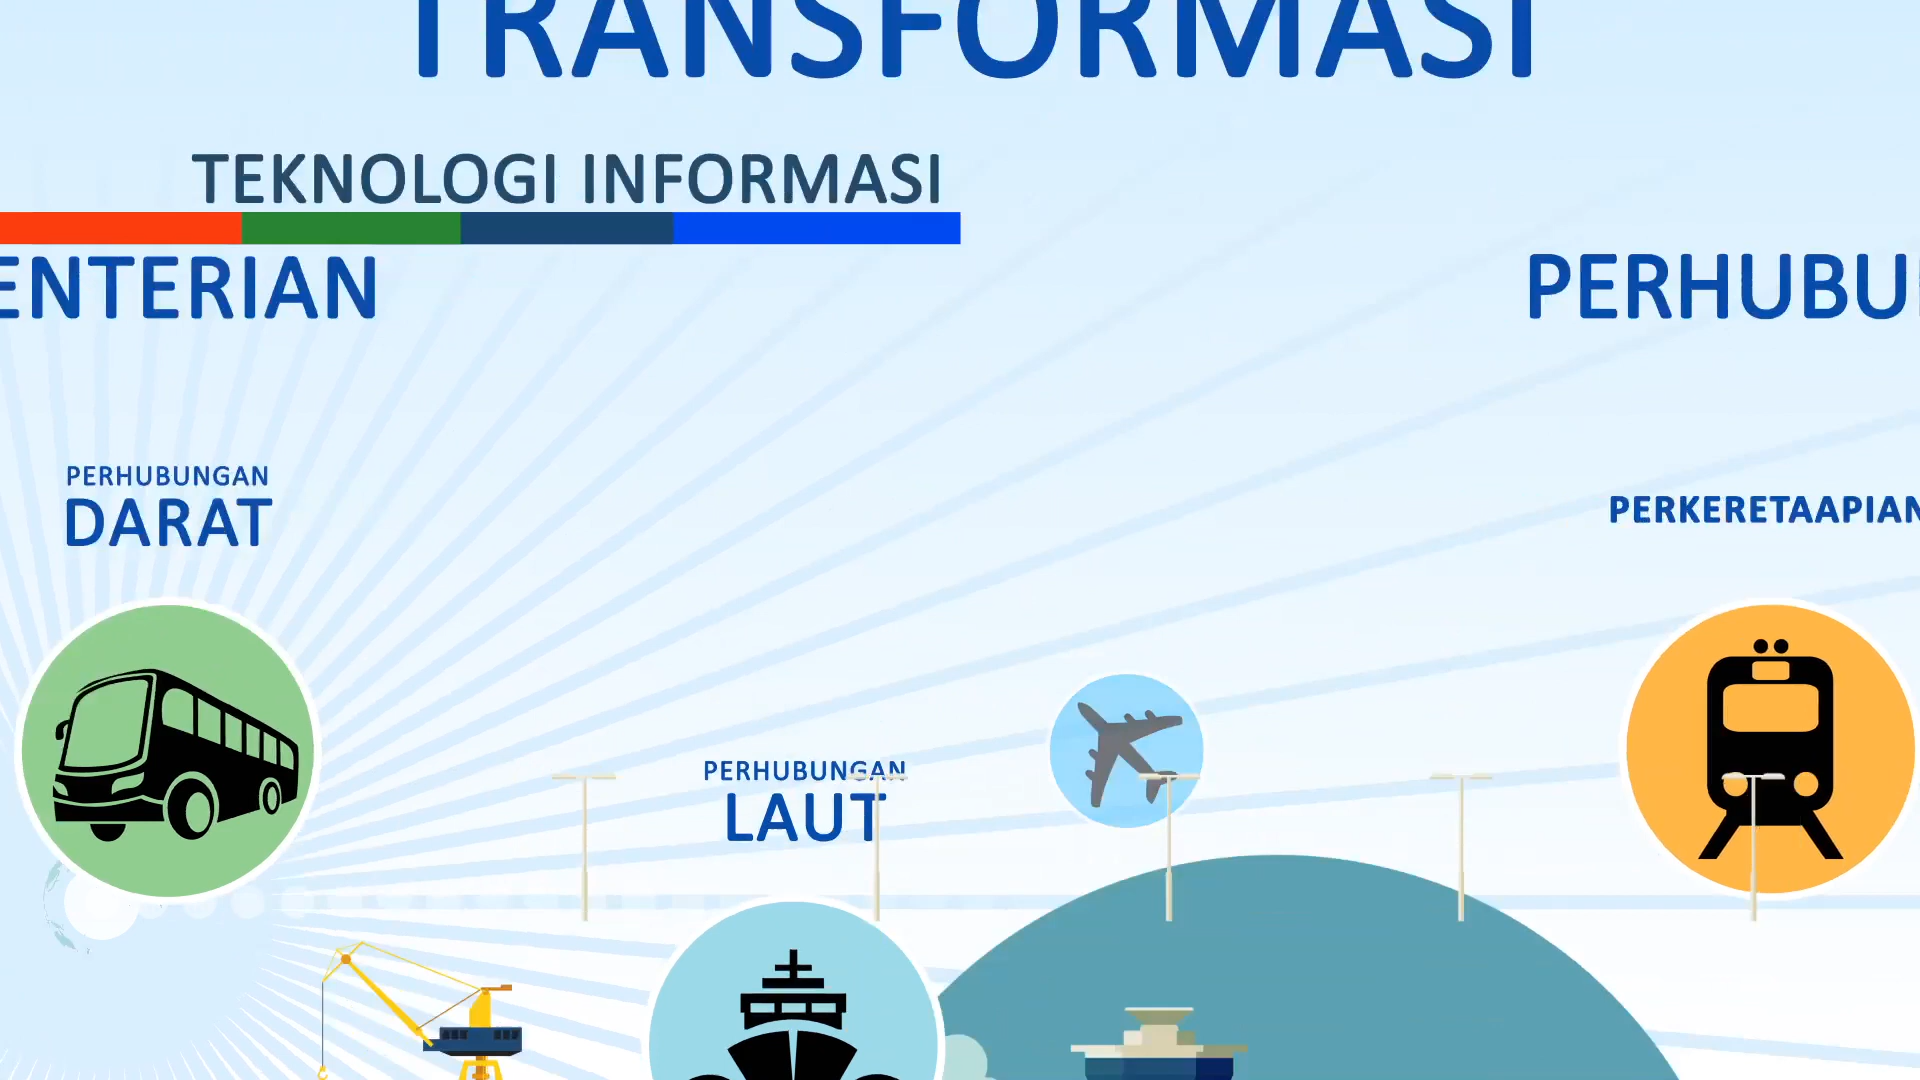 TRANSFORMASI
TEKNOLOGI INFORMASI
ENTERIAN
PERHUBU
PERHUBUNGAN
DARAT
PERKERETAAPIAN
PERHUBUNGAN
LAUT